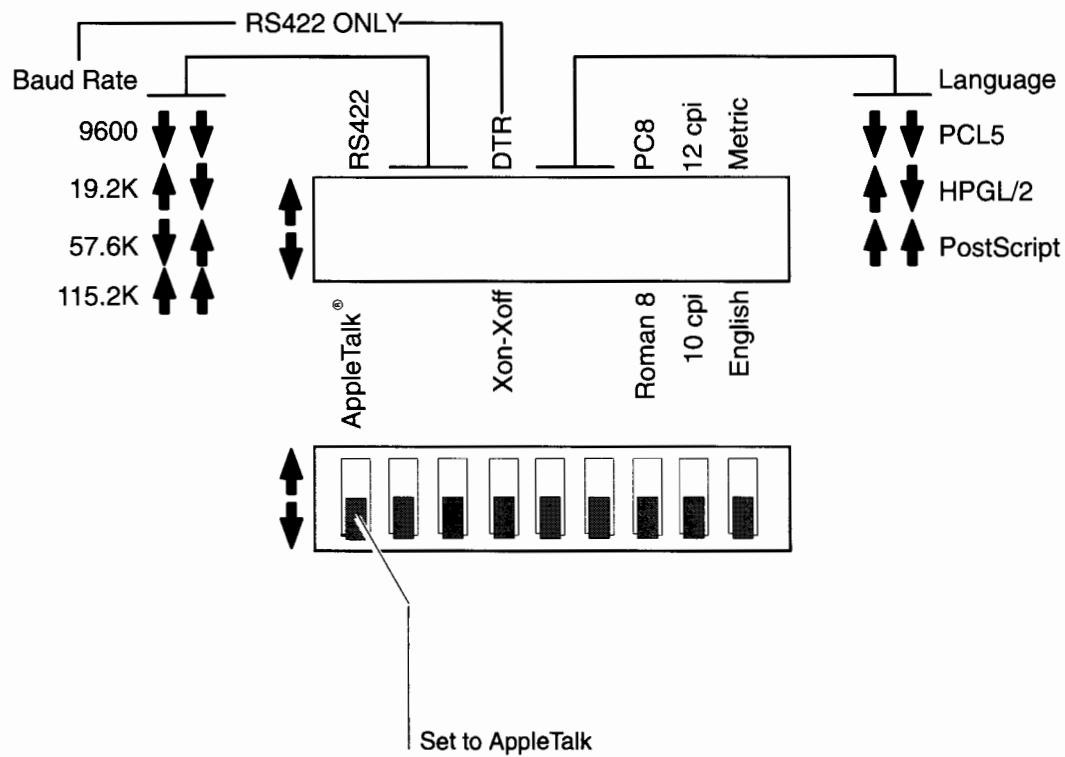 RS422 ONLY
Baud Rate
9600
19.2K
57.6K
115.2K
RS422
DTR
PC8
12 cpi
Metric
Language
PCL5
HPGL/2
PostScript
AppleTalk®
Xon-Xoff
Roman 8
10 cpi
English
Set to AppleTalk